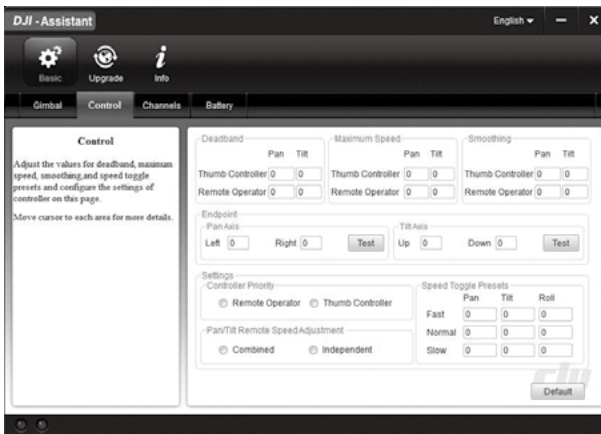 DJI - Assistant
English
Basic
Upgrade
Info
Gimbal Control Channels Battery
Control
Adjust the values for deadband, maximum
speed, smoothing,and speed toggle
presets and configure the settings of
controller on this page.
Move cursor to each area for more details.
Deadband
Pan Tilt
Thumb Controller 0 0
Remote Operator 0 0
Maximum Speed
Pan Tilt
Thumb Controller 0 0
Remote Operator 0 0
Smoothing
Pan Tilt
Thumb Controller 0 0
Remote Operator 0 0
Endpoint
Pan Axis
Left 0 Right 0 Test
Tilt Axis
Up 0 Down 0 Test
Settings
Controller Priority
Remote Operator Thumb Controller
Pan/Tilt Remote Speed Adjustment
Combined Independent
Speed Toggle Presets
Pan Tilt Roll
Fast 0 0 0
Normal 0 0 0
Slow 0 0 0
Default